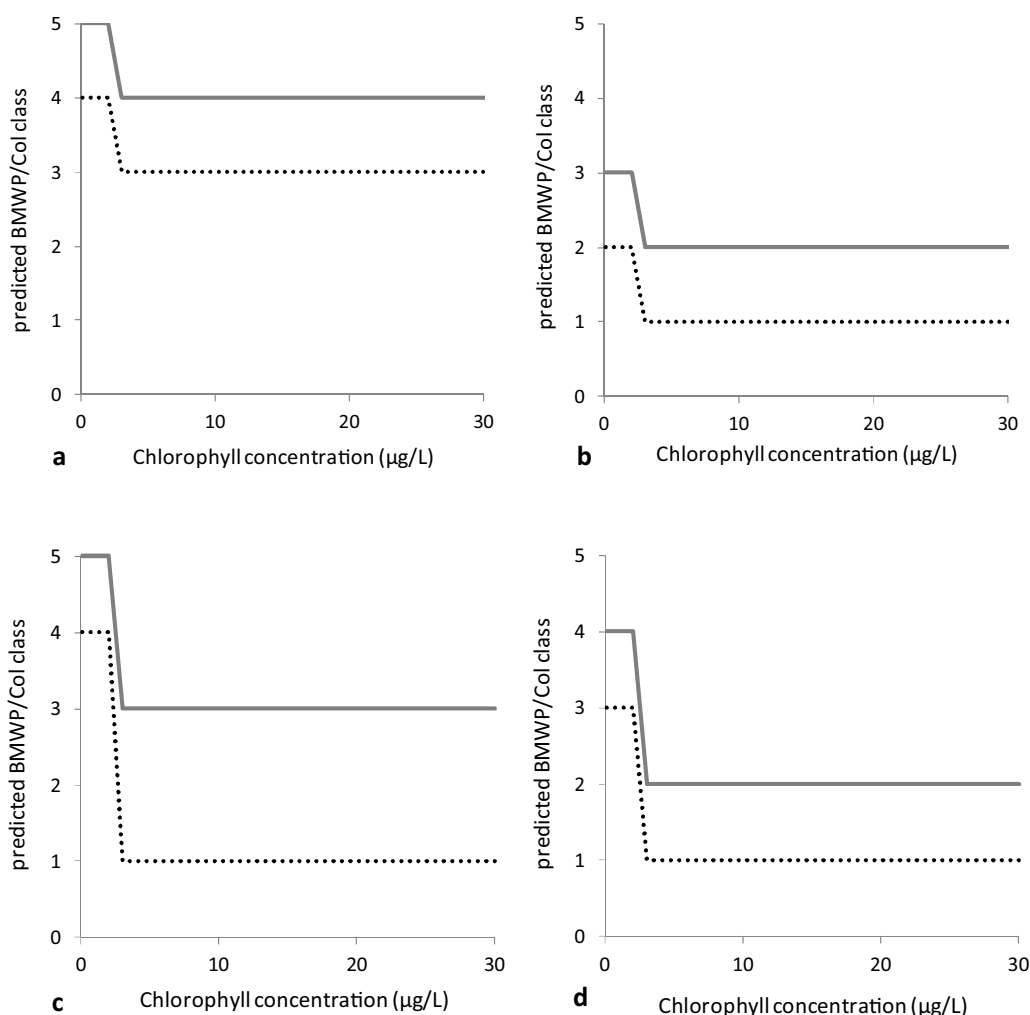 predicted BMWP/Col class
5
4
3
2
1
0
0 10 20 30
a Chlorophyll concentration (µg/L)
predicted BMWP/Col class
5
4
3
2
1
0
0 10 20 30
b Chlorophyll concentration (µg/L)
predicted BMWP/Col class
5
4
3
2
1
0
0 10 20 30
c Chlorophyll concentration (µg/L)
predicted BMWP/Col class
5
4
3
2
1
0
0 10 20 30
d Chlorophyll concentration (µg/L)